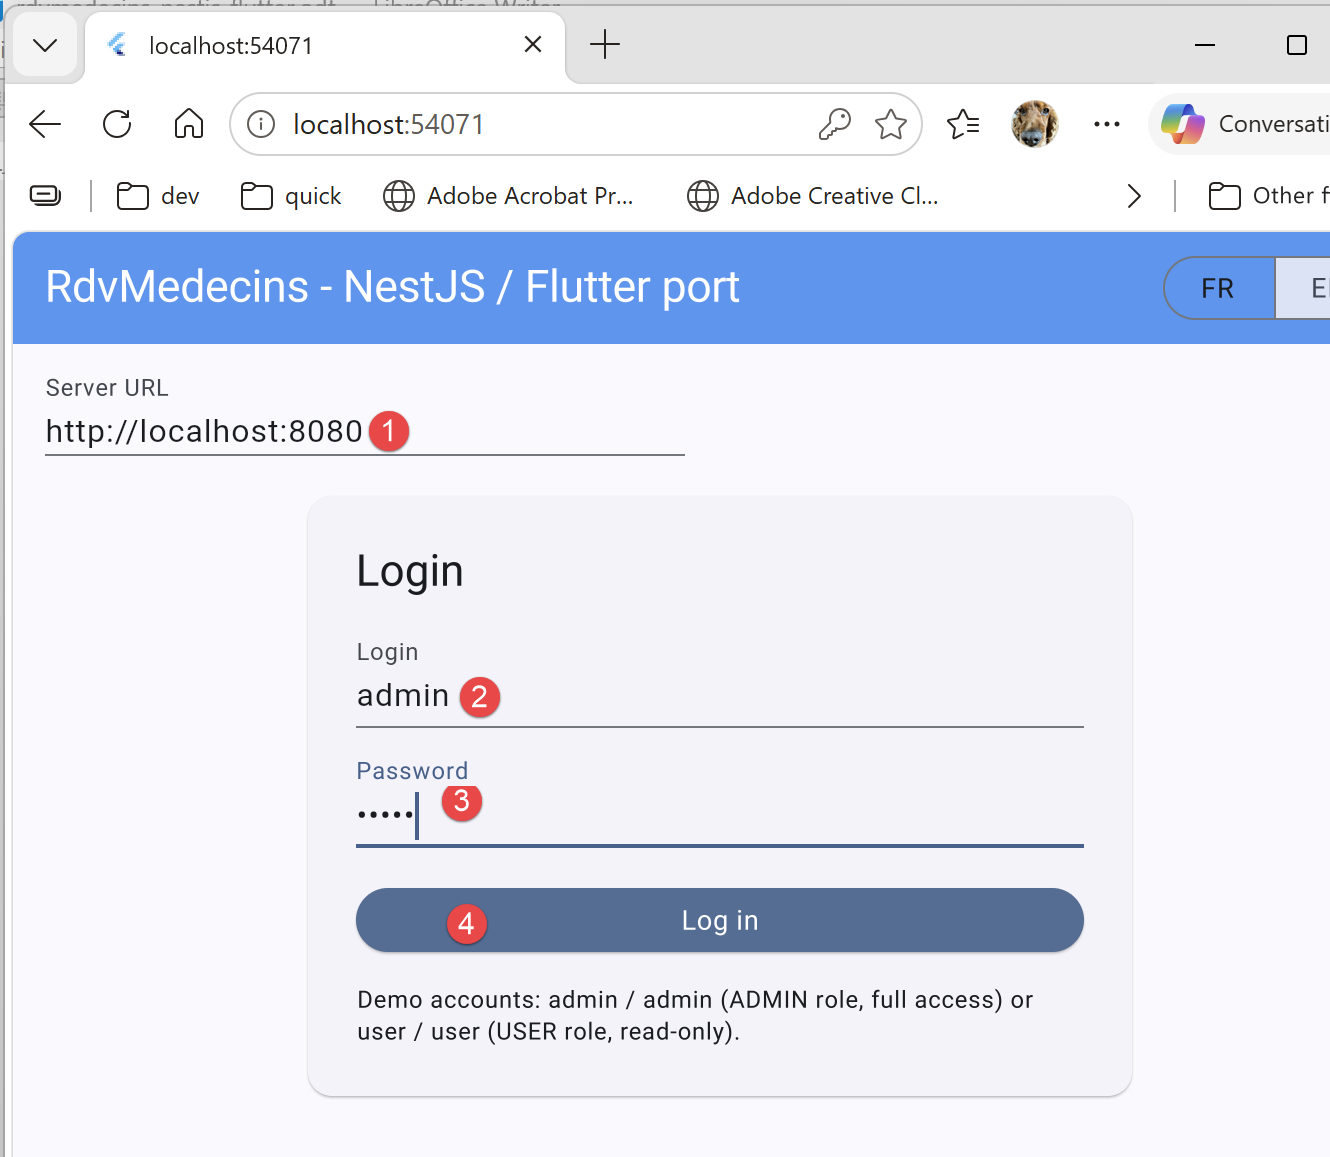 localhost:54071
localhost:54071
Conversati
dev
quick
Adobe Acrobat Pr...
Adobe Creative Cl...
Other f
RdvMedecins - NestJS / Flutter port
FR
Server URL
http://localhost:8080
1
Login
Login
admin
2
Password
3
4
Log in
Demo accounts: admin / admin (ADMIN role, full access) or
user / user (USER role, read-only).